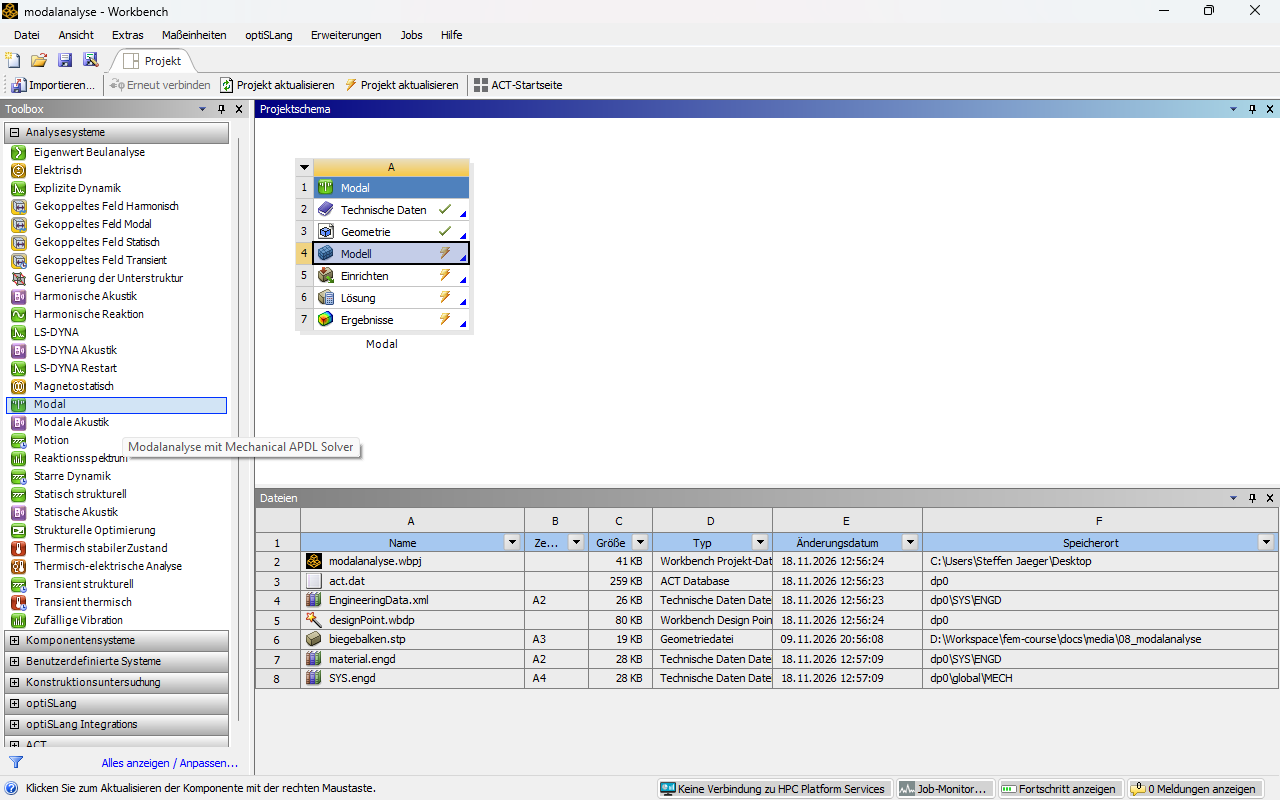 modalanalyse - Workbench
Datei Ansicht Extras Maßeinheiten optiSLang Erweiterungen Jobs Hilfe
Projekt
Importieren... Erneut verbinden Projekt aktualisieren Projekt aktualisieren ACT-Startseite
Toolbox
Analysesysteme
Eigenwert Beulanalyse
Elektrisch
Explizite Dynamik
Gekoppeltes Feld Harmonisch
Gekoppeltes Feld Modal
Gekoppeltes Feld Statisch
Gekoppeltes Feld Transient
Generierung der Unterstruktur
Harmonische Akustik
Harmonische Reaktion
LS-DYNA
LS-DYNA Akustik
LS-DYNA Restart
Magnetostatisch
Modal
Modale Akustik
Motion
Modalanalyse mit Mechanical APDL Solver
Reaktionsspektrum
Starre Dynamik
Statisch strukturell
Statische Akustik
Strukturelle Optimierung
Thermisch stabiler Zustand
Thermisch-elektrische Analyse
Transient strukturell
Transient thermisch
Zufällige Vibration
Komponentensysteme
Benutzerdefinierte Systeme
Konstruktionsuntersuchung
optiSLang
optiSLang Integrations
ACT
Alles anzeigen / Anpassen...
Projektschema
A
1 Modal
2 Technische Daten
3 Geometrie
4 Modell
5 Einrichten
6 Lösung
7 Ergebnisse
Modal
Dateien
A B C D E F
1 Name Ze... Größe Typ Änderungsdatum Speicherort
2 modalanalyse.wbpj 41 KB Workbench Projekt-Dat 18.11.2026 12:56:24 C:\Users\Steffen Jaeger\Desktop
3 act.dat 259 KB ACT Database 18.11.2026 12:56:23 dp0
4 EngineeringData.xml A2 26 KB Technische Daten Date 18.11.2026 12:56:23 dp0\SYS\ENGD
5 designPoint.wbdp 80 KB Workbench Design Poin 18.11.2026 12:56:24 dp0
6 biegebalken.stp A3 19 KB Geometriedatei 09.11.2026 20:56:08 D:\Workspace\fem-course\docs\media\08_modalanalyse
7 material.engd A2 28 KB Technische Daten Date 18.11.2026 12:57:09 dp0\SYS\ENGD
8 SYS.engd A4 28 KB Technische Daten Date 18.11.2026 12:57:09 dp0\global\MECH
Klicken Sie zum Aktualisieren der Komponente mit der rechten Maustaste. Keine Verbindung zu HPC Platform Services Job-Monitor... Fortschritt anzeigen 0 Meldungen anzeigen